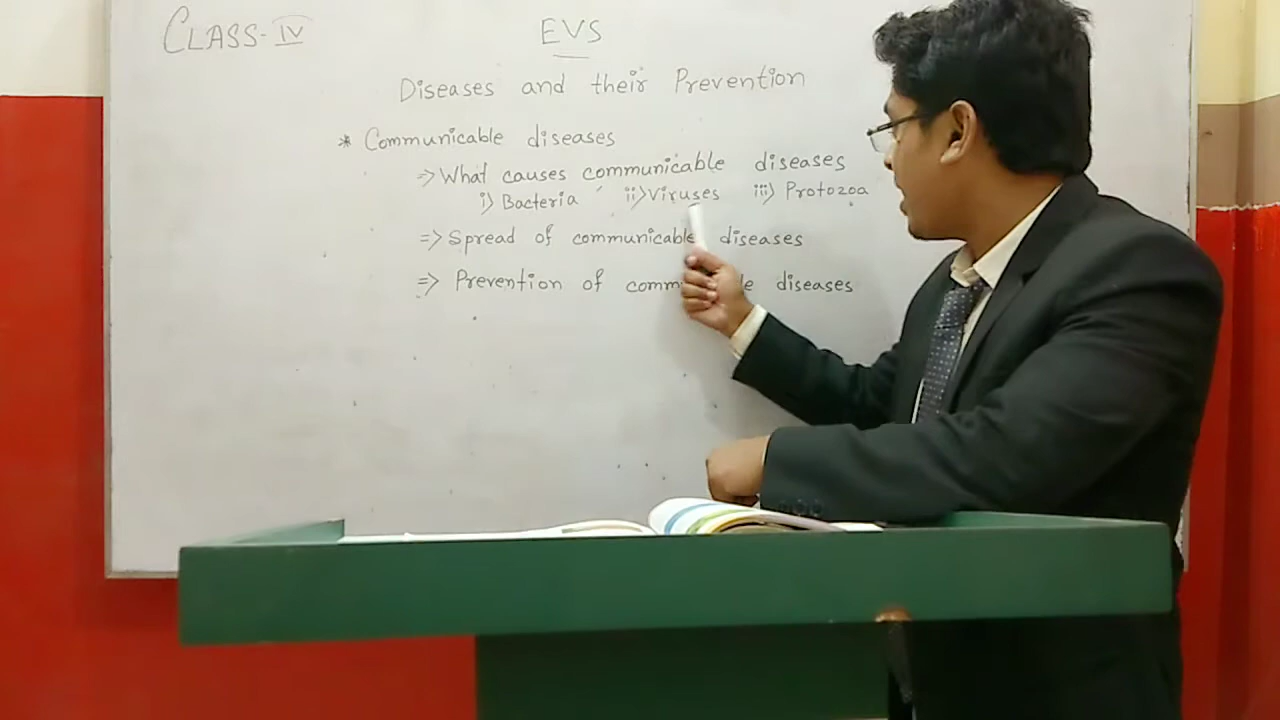 CLASS-IV
EVS
Diseases and their Prevention
* Communicable diseases
=> What causes communicable diseases
i) Bacteria ii) Viruses iii) Protozoa
=> Spread of communicable diseases
=> Prevention of diseases